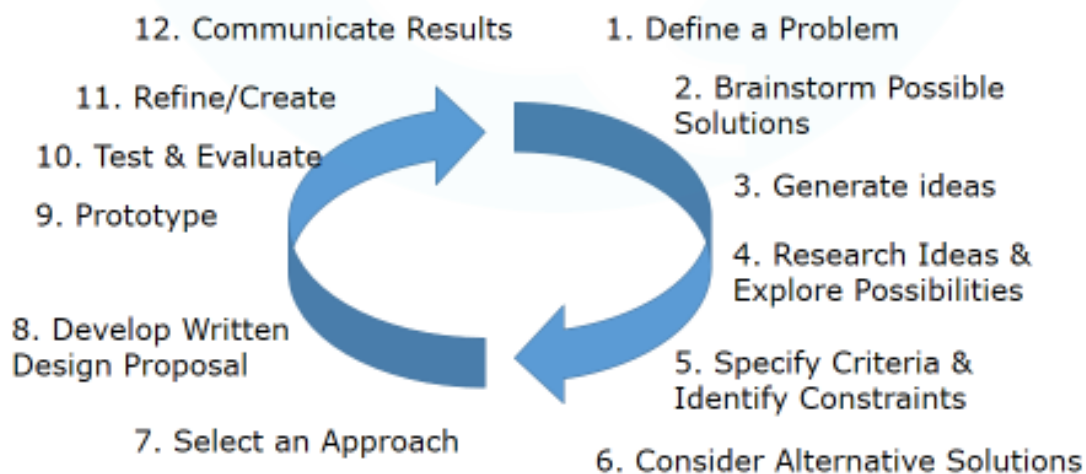 1. Define a Problem
2. Brainstorm Possible
Solutions
3. Generate ideas
4. Research Ideas &
Explore Possibilities
5. Specify Criteria &
Identify Constraints
6. Consider Alternative Solutions
7. Select an Approach
8. Develop Written
Design Proposal
9. Prototype
10. Test & Evaluate
11. Refine/Create
12. Communicate Results